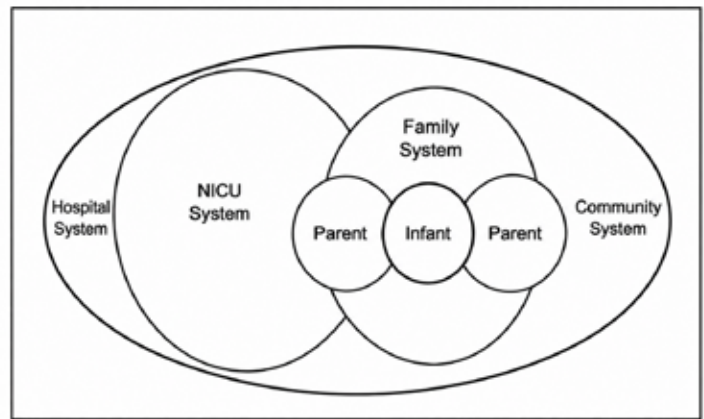 Family
System
NICU
System
Hospital
System
Community
System
Parent
Infant
Parent